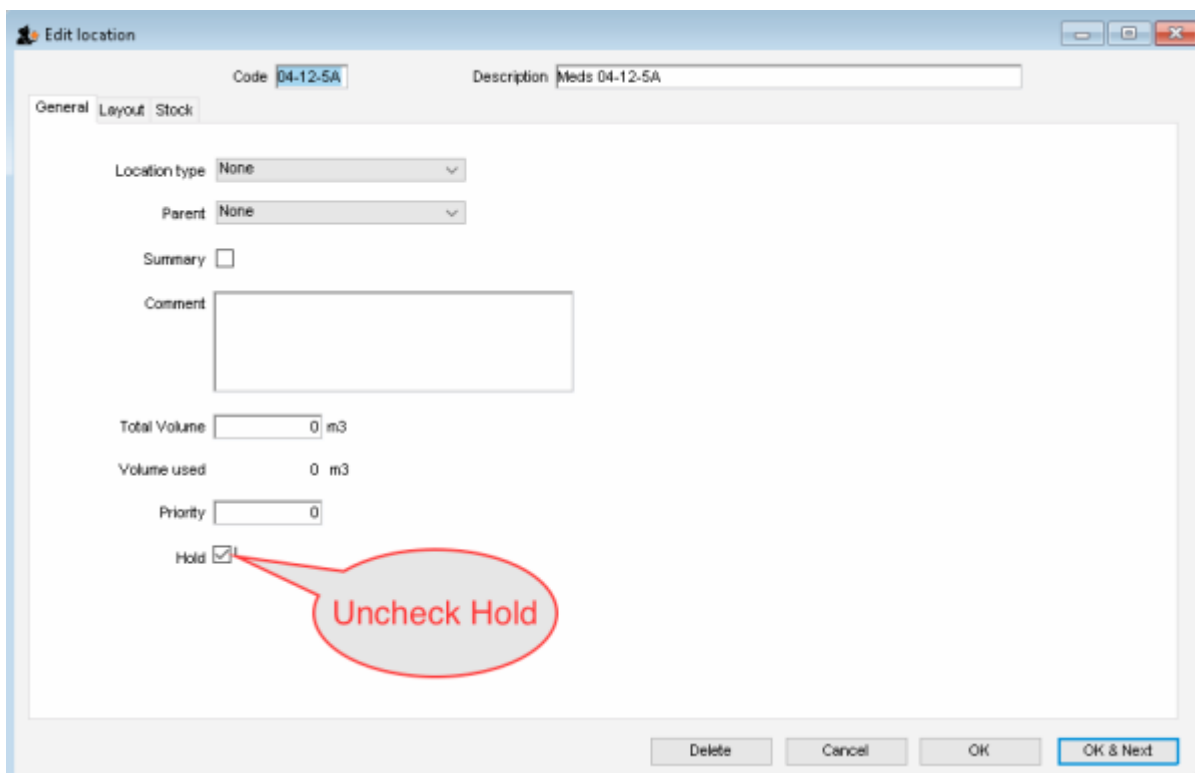 Edit location
Code 04-12-5A Description Meds 04-12-5A
General Layout Stock
Location type None
Parent None
Summary
Comment
Total Volume 0 m3
Volume used 0 m3
Priority 0
Hold
Uncheck Hold
Delete Cancel OK OK & Next